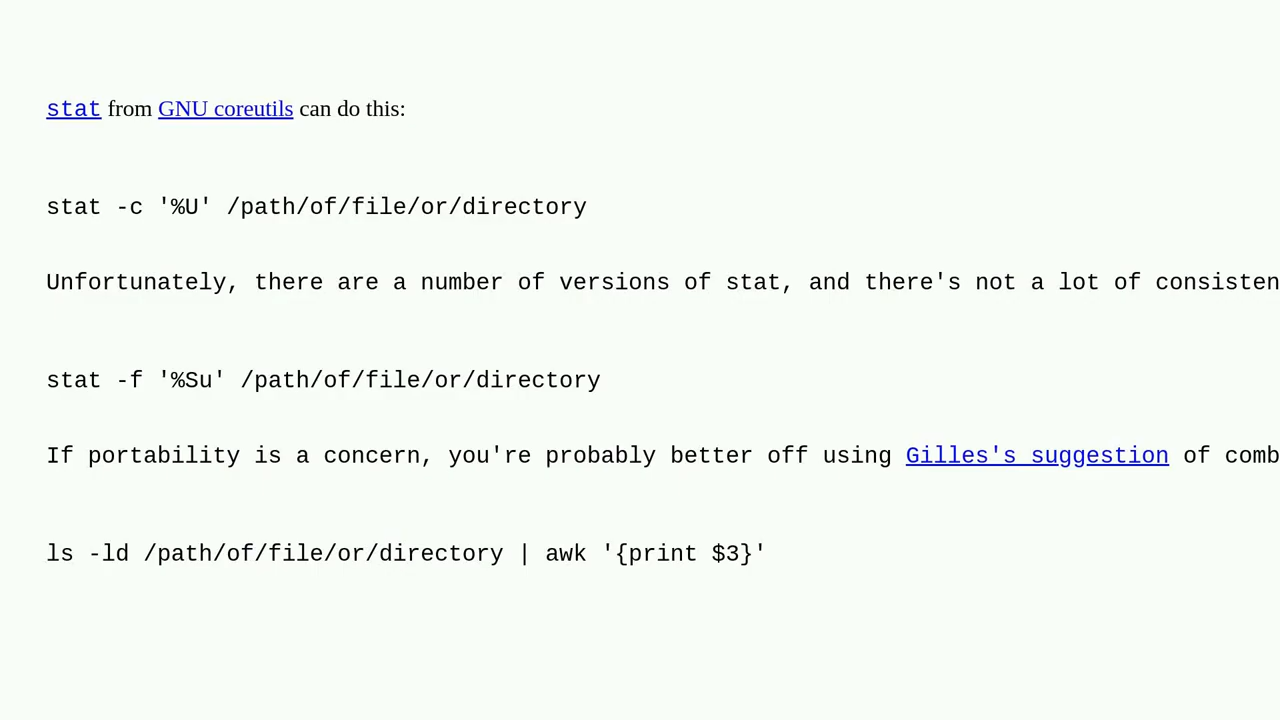 stat from GNU coreutils can do this:
stat -c '%U' /path/of/file/or/directory
Unfortunately, there are a number of versions of stat, and there's not a lot of
stat -f '%Su' /path/of/file/or/directory
If portability is a concern, you're probably better off using Gilles's suggestion of
ls -ld /path/of/file/or/directory | awk '{print $3}'